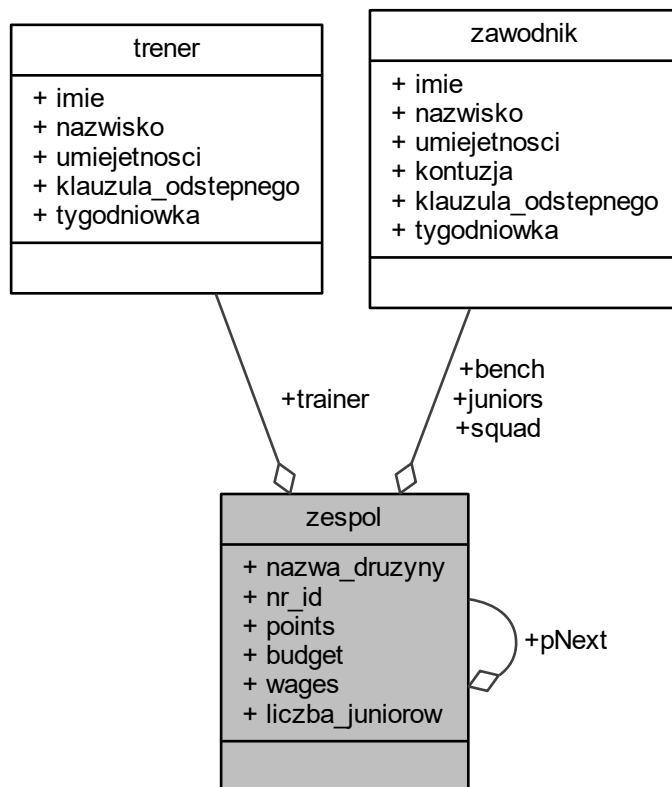 trener
+ imie
+ nazwisko
+ umiejetnosci
+ klauzula_odstepnego
+ tygodniowka
zawodnik
+ imie
+ nazwisko
+ umiejetnosci
+ kontuzja
+ klauzula_odstepnego
+ tygodniowka
+trainer
+bench
+juniors
+squad
zespol
+ nazwa_druzyny
+ nr_id
+ points
+ budget
+ wages
+ liczba_juniorow
+pNext